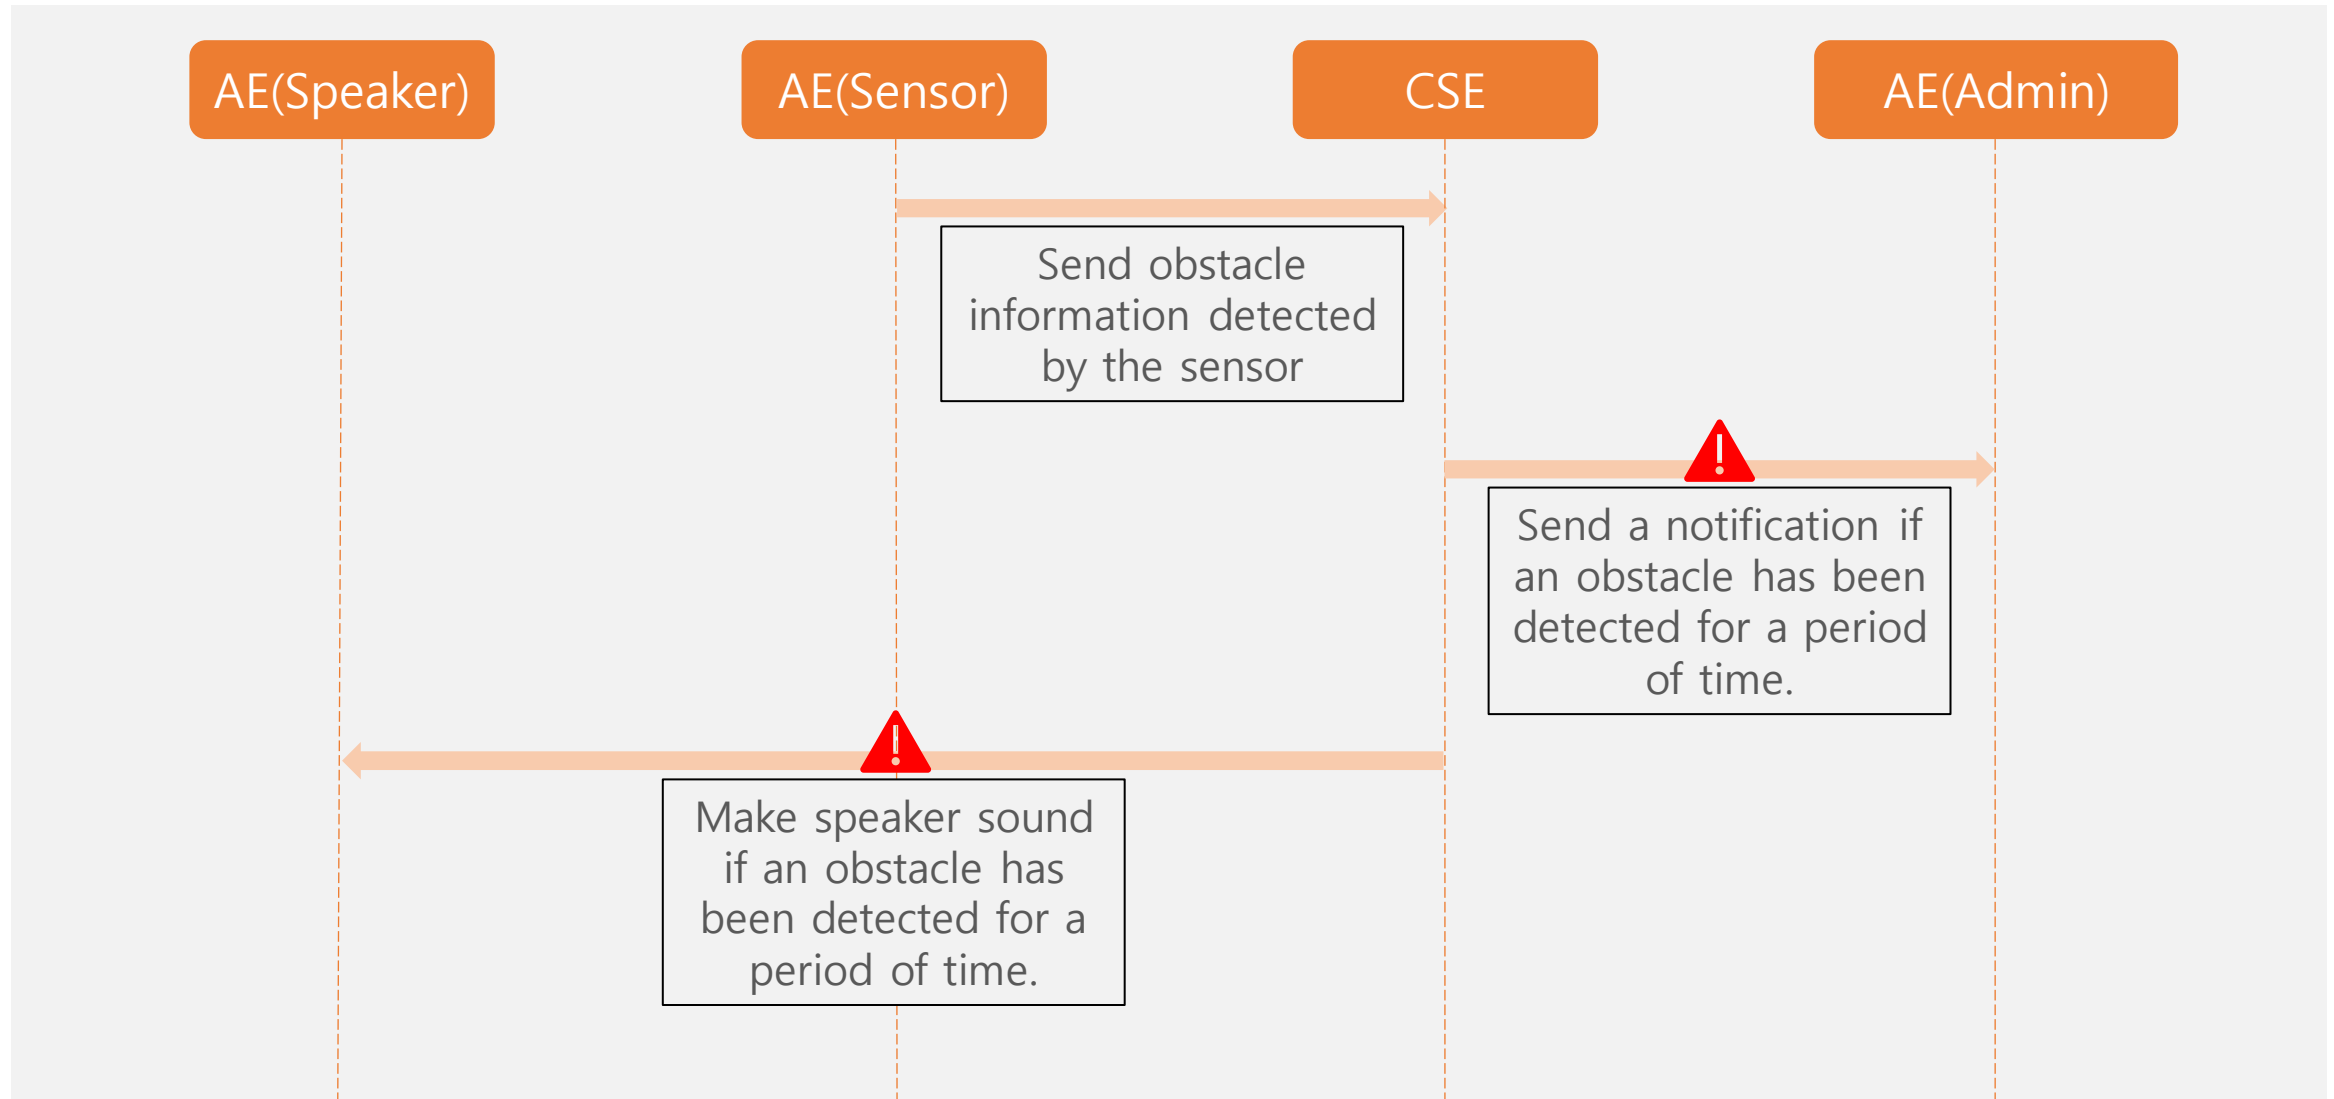 AE(Speaker)
AE(Sensor)
CSE
AE(Admin)
Send obstacle
information detected
by the sensor
Send a notification if
an obstacle has been
detected for a period
of time.
Make speaker sound
if an obstacle has
been detected for a
period of time.